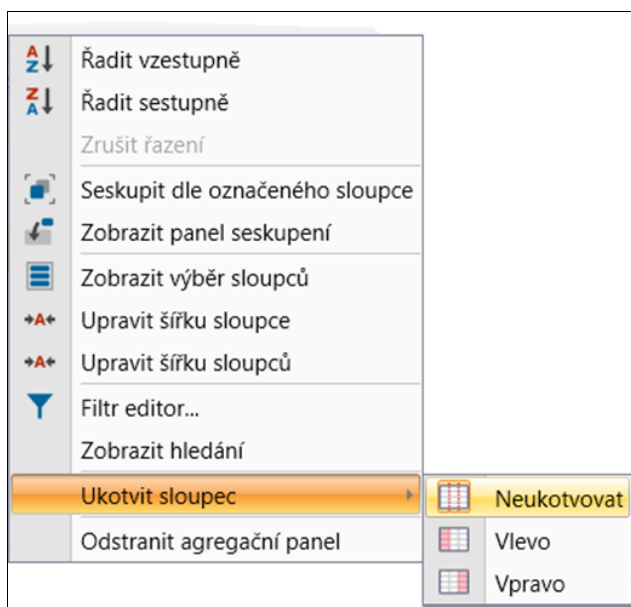 Řadit vzestupně
Řadit sestupně
Zrušit řazení
Seskupit dle označeného sloupce
Zobrazit panel seskupení
Zobrazit výběr sloupců
Upravit šířku sloupce
Upravit šířku sloupců
Filtr editor...
Zobrazit hledání
Ukotvit sloupec
Neukotvovat
Odstranit agregační panel
Vlevo
Vpravo